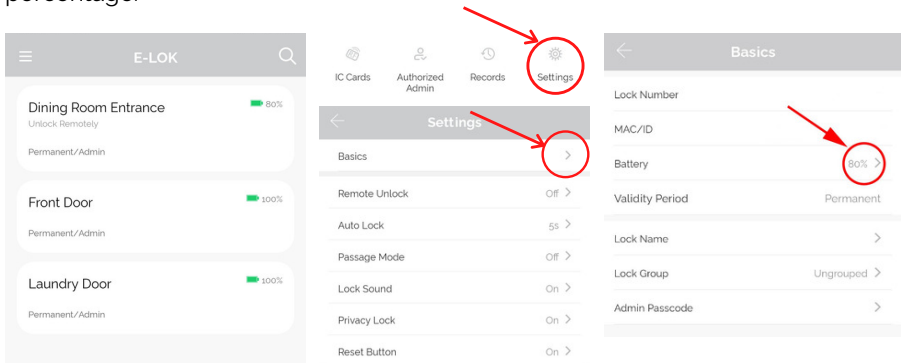 percentage.
E-LOK
Dining Room Entrance
80%
Unlock Remotely
Permanent/Admin
Front Door
100%
Permanent/Admin
Laundry Door
100%
Permanent/Admin
IC Cards
Authorized
Admin
Records
Settings
Settings
Basics
Remote Unlock
Off
Auto Lock
5s
Passage Mode
Off
Lock Sound
On
Privacy Lock
On
Reset Button
On
Basics
Lock Number
MAC/ID
Battery
80%
Validity Period
Permanent
Lock Name
Lock Group
Ungrouped
Admin Passcode